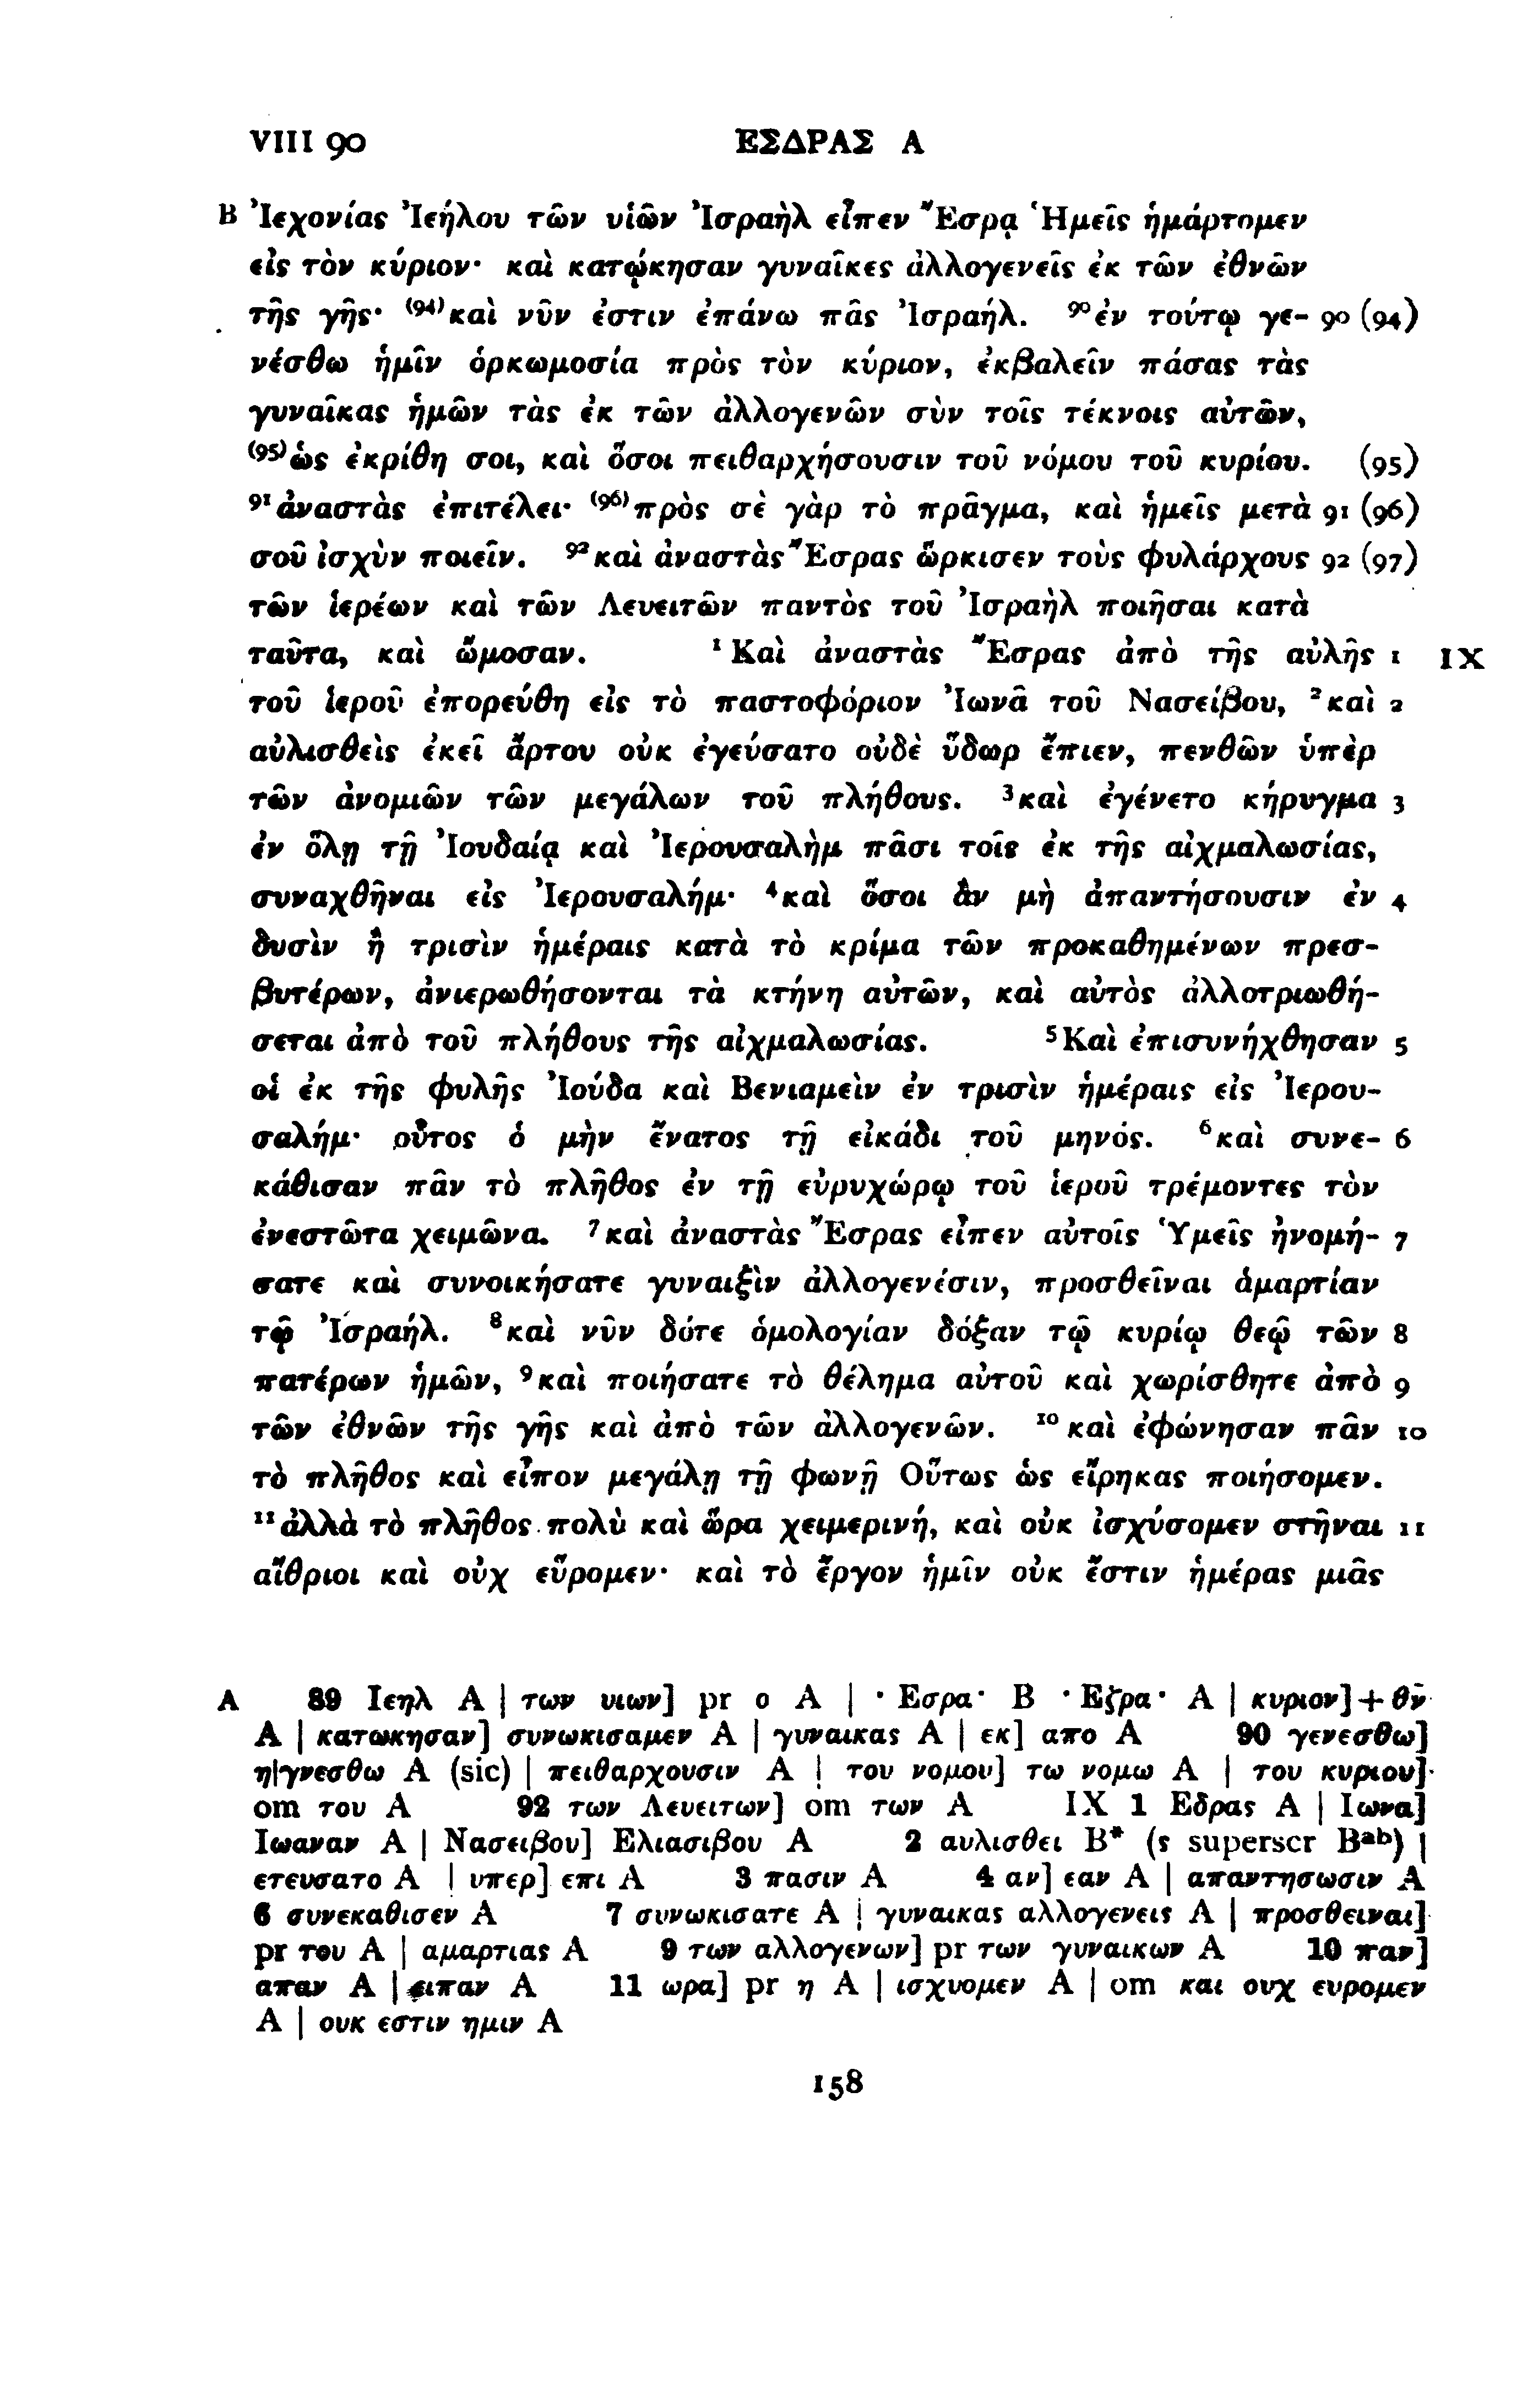 VIII 90 ΕΣΔΡΑΣ Α
B Ἰεχονίας Ἰεήλου τῶν υἱῶν Ἰσραὴλ εἶπεν Ἔσρᾳ Ἡμεῖς ἡμάρτομεν
εἰς τὸν κύριον· καὶ κατῴκησαν γυναῖκες ἀλλογενεῖς ἐκ τῶν ἐθνῶν
τῆς γῆς· ⁽⁹⁴⁾καὶ νῦν ἐστιν ἐπάνω πᾶς Ἰσραήλ. ⁹⁰ἐν τούτῳ γε- 90 (94)
νέσθω ἡμῖν ὁρκωμοσία πρὸς τὸν κύριον, ἐκβαλεῖν πάσας τὰς
γυναῖκας ἡμῶν τὰς ἐκ τῶν ἀλλογενῶν σὺν τοῖς τέκνοις αὐτῶν,
⁽⁹⁵⁾ὡς ἐκρίθη σοι, καὶ ὅσοι πειθαρχήσουσιν τοῦ νόμου τοῦ κυρίου. (95)
⁹¹ἀναστὰς ἐπιτέλει· ⁽⁹⁶⁾πρὸς σὲ γὰρ τὸ πρᾶγμα, καὶ ἡμεῖς μετὰ 91 (96)
σοῦ ἰσχὺν ποιεῖν. ⁹²καὶ ἀναστὰς Ἔσρας ὥρκισεν τοὺς φυλάρχους 92 (97)
τῶν ἱερέων καὶ τῶν Λευειτῶν παντὸς τοῦ Ἰσραὴλ ποιῆσαι κατὰ
ταῦτα, καὶ ὤμοσαν. ¹Καὶ ἀναστὰς Ἔσρας ἀπὸ τῆς αὐλῆς 1 IX
τοῦ ἱεροῦ ἐπορεύθη εἰς τὸ παστοφόριον Ἰωνᾶ τοῦ Νασείβου, ²καὶ 2
αὐλισθεὶς ἐκεῖ ἄρτου οὐκ ἐγεύσατο οὐδὲ ὕδωρ ἔπιεν, πενθῶν ὑπὲρ
τῶν ἀνομιῶν τῶν μεγάλων τοῦ πλήθους. ³καὶ ἐγένετο κήρυγμα 3
ἐν ὅλῃ τῇ Ἰουδαίᾳ καὶ Ἰερουσαλὴμ πᾶσι τοῖς ἐκ τῆς αἰχμαλωσίας,
συναχθῆναι εἰς Ἰερουσαλήμ· ⁴καὶ ὅσοι ἂν μὴ ἀπαντήσουσιν ἐν 4
δυσὶν ἢ τρισὶν ἡμέραις κατὰ τὸ κρίμα τῶν προκαθημένων πρεσ-
βυτέρων, ἀνιερωθήσονται τὰ κτήνη αὐτῶν, καὶ αὐτὸς ἀλλοτριωθή-
σεται ἀπὸ τοῦ πλήθους τῆς αἰχμαλωσίας. ⁵Καὶ ἐπισυνήχθησαν 5
οἱ ἐκ τῆς φυλῆς Ἰούδα καὶ Βενιαμεὶν ἐν τρισὶν ἡμέραις εἰς Ἰερου-
σαλήμ· οὗτος ὁ μὴν ἔνατος τῇ εἰκάδι τοῦ μηνός. ⁶καὶ συνε- 6
κάθισαν πᾶν τὸ πλῆθος ἐν τῇ εὐρυχώρῳ τοῦ ἱεροῦ τρέμοντες τὸν
ἐνεστῶτα χειμῶνα. ⁷καὶ ἀναστὰς Ἔσρας εἶπεν αὐτοῖς Ὑμεῖς ἠνομή- 7
σατε καὶ συνοικήσατε γυναιξὶν ἀλλογενέσιν, προσθεῖναι ἁμαρτίαν
τῷ Ἰσραήλ. ⁸καὶ νῦν δότε ὁμολογίαν δόξαν τῷ κυρίῳ θεῷ τῶν 8
πατέρων ἡμῶν, ⁹καὶ ποιήσατε τὸ θέλημα αὐτοῦ καὶ χωρίσθητε ἀπὸ 9
τῶν ἐθνῶν τῆς γῆς καὶ ἀπὸ τῶν ἀλλογενῶν. ¹⁰καὶ ἐφώνησαν πᾶν 10
τὸ πλῆθος καὶ εἶπον μεγάλῃ τῇ φωνῇ Οὕτως ὡς εἴρηκας ποιήσομεν.
¹¹ἀλλὰ τὸ πλῆθος πολὺ καὶ ὥρα χειμερινή, καὶ οὐκ ἰσχύσομεν στῆναι 11
αἴθριοι καὶ οὐχ εὕρομεν· καὶ τὸ ἔργον ἡμῖν οὐκ ἔστιν ἡμέρας μιᾶς
A 89 Ιεηλ A | των υιων] pr ο A | · Εσρα· B · Εζρα· A | κυριον] + θν̄
A | κατωκησαν] συνωκισαμεν A | γυναικας A | εκ] απο A 90 γενεσθω]
η|γνεσθω A (sic) | πειθαρχουσιν A | του νομου] τω νομω A | του κυριου]
om του A 92 των Λευειτων] om των A IX 1 Εδρας A | Ιωνα]
Ιωαναν A | Νασειβου] Ελιασιβου A 2 αυλισθει B* (ς superscr Bᵃᵇ) |
ετευσατο A | υπερ] επι A 3 πασιν A 4 αν] εαν A | απαντησωσιν A
6 συνεκαθισεν A 7 συνωκισατε A | γυναικας αλλογενεις A | προσθειναι]
pr του A | αμαρτιας A 9 των αλλογενων] pr των γυναικων A 10 παν]
απαν A | ειπαν A 11 ωρα] pr η A | ισχυομεν A | om και ουχ ευρομεν
A | ουκ εστιν ημιν A
158